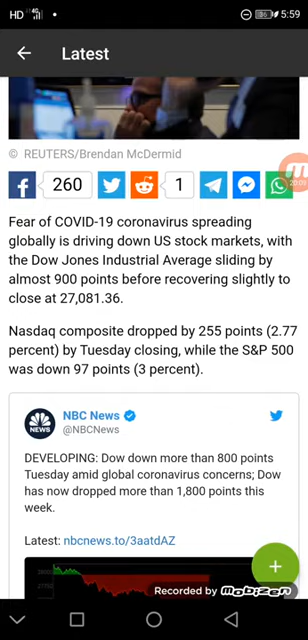 HD 4G 86 5:59
Latest
© REUTERS/Brendan McDermid
20:09
260 1
Fear of COVID-19 coronavirus spreading
globally is driving down US stock markets, with
the Dow Jones Industrial Average sliding by
almost 900 points before recovering slightly to
close at 27,081.36.
Nasdaq composite dropped by 255 points (2.77
percent) by Tuesday closing, while the S&P 500
was down 97 points (3 percent).
NBC News
NEWS @NBCNews
DEVELOPING: Dow down more than 800 points
Tuesday amid global coronavirus concerns; Dow
has now dropped more than 1,800 points this
week.
Latest: nbcnews.to/3aatdAZ
Recorded by mobizen